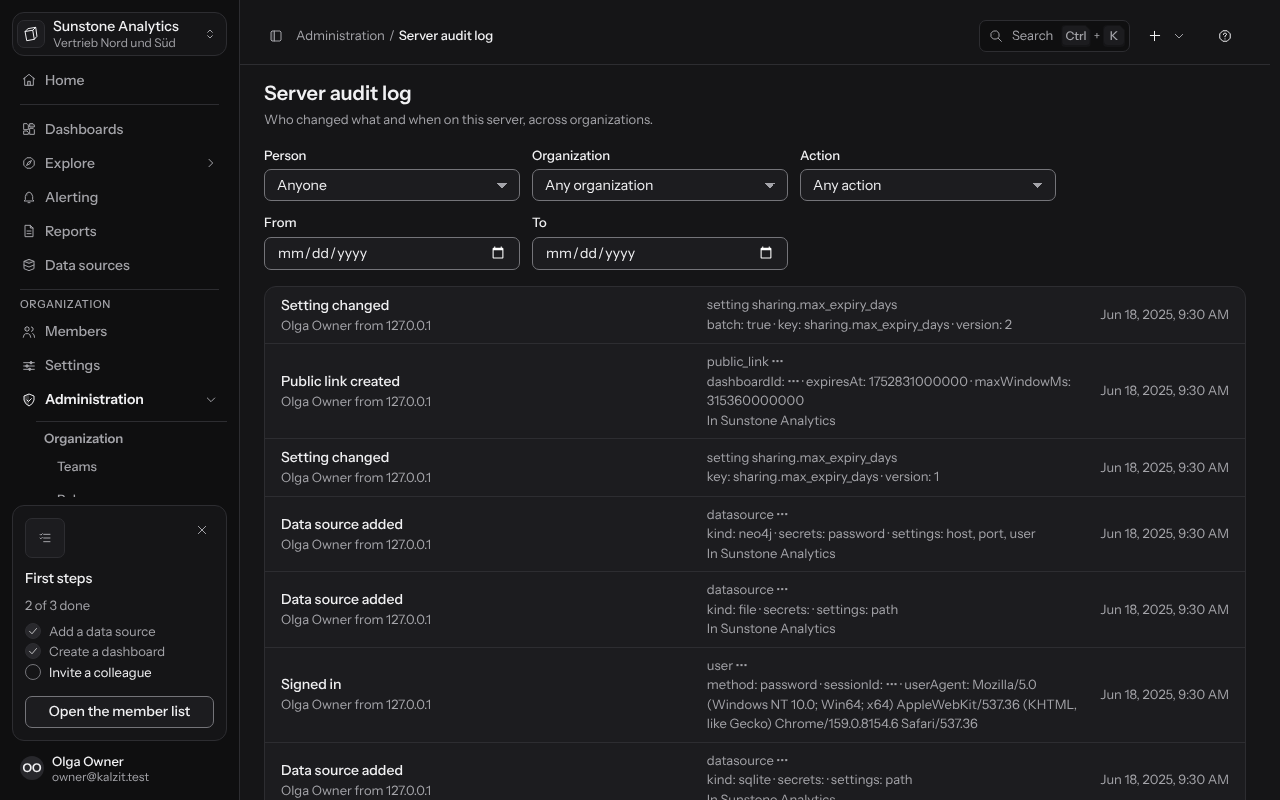 Sunstone Analytics
Vertrieb Nord und Süd
Home
Dashboards
Explore
Alerting
Reports
Data sources
ORGANIZATION
Members
Settings
Administration
Organization
Teams
First steps
2 of 3 done
Add a data source
Create a dashboard
Invite a colleague
Open the member list
OO
Olga Owner
owner@kalzit.test
Administration / Server audit log
Search Ctrl + K
Server audit log
Who changed what and when on this server, across organizations.
Person
Anyone
Organization
Any organization
Action
Any action
From
mm/dd/yyyy
To
mm/dd/yyyy
Setting changed
Olga Owner from 127.0.0.1
setting sharing.max_expiry_days
batch: true · key: sharing.max_expiry_days · version: 2
Jun 18, 2025, 9:30 AM
Public link created
Olga Owner from 127.0.0.1
public_link ···
dashboardId: ··· · expiresAt: 1752831000000 · maxWindowMs:
315360000000
In Sunstone Analytics
Jun 18, 2025, 9:30 AM
Setting changed
Olga Owner from 127.0.0.1
setting sharing.max_expiry_days
key: sharing.max_expiry_days · version: 1
Jun 18, 2025, 9:30 AM
Data source added
Olga Owner from 127.0.0.1
datasource ···
kind: neo4j · secrets: password · settings: host, port, user
In Sunstone Analytics
Jun 18, 2025, 9:30 AM
Data source added
Olga Owner from 127.0.0.1
datasource ···
kind: file · secrets: · settings: path
In Sunstone Analytics
Jun 18, 2025, 9:30 AM
Signed in
Olga Owner from 127.0.0.1
user ···
method: password · sessionId: ··· · userAgent: Mozilla/5.0
(Windows NT 10.0; Win64; x64) AppleWebKit/537.36 (KHTML,
like Gecko) Chrome/159.0.8154.6 Safari/537.36
Jun 18, 2025, 9:30 AM
Data source added
Olga Owner from 127.0.0.1
datasource ···
kind: sqlite · secrets: · settings: path
In Sunstone Analytics
Jun 18, 2025, 9:30 AM